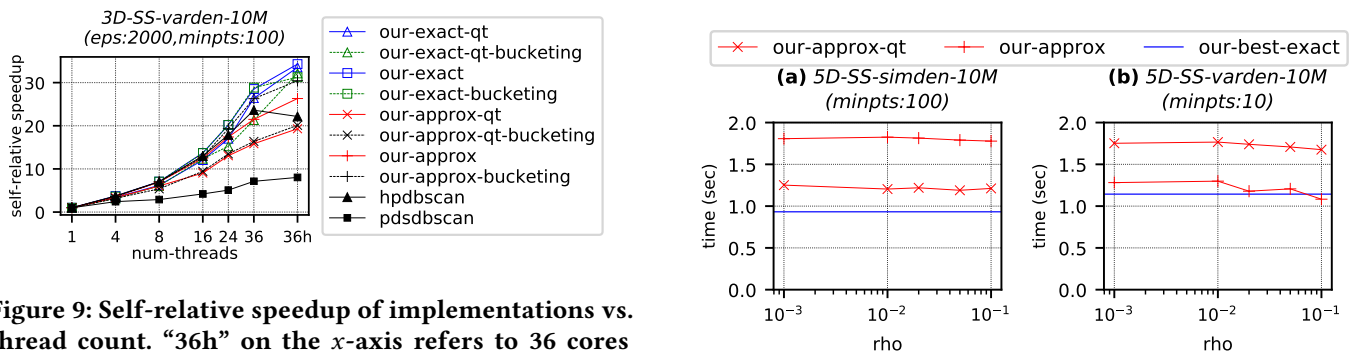 3D-SS-varden-10M
(eps:2000,minpts:100)
self-relative speedup
30
20
10
0
1 4 8 16 24 36 36h
num-threads
our-exact-qt
our-exact-qt-bucketing
our-exact
our-exact-bucketing
our-approx-qt
our-approx-qt-bucketing
our-approx
our-approx-bucketing
hpdbscan
pdsdbscan
igure 9: Self-relative speedup of implementations vs.
hread count. “36h” on the x-axis refers to 36 cores
our-approx-qt our-approx our-best-exact
(a) 5D-SS-simden-10M
(minpts:100)
time (sec)
2.0
1.5
1.0
0.5
0.0
10⁻³ 10⁻² 10⁻¹
rho
(b) 5D-SS-varden-10M
(minpts:10)
time (sec)
2.0
1.5
1.0
0.5
0.0
10⁻³ 10⁻² 10⁻¹
rho